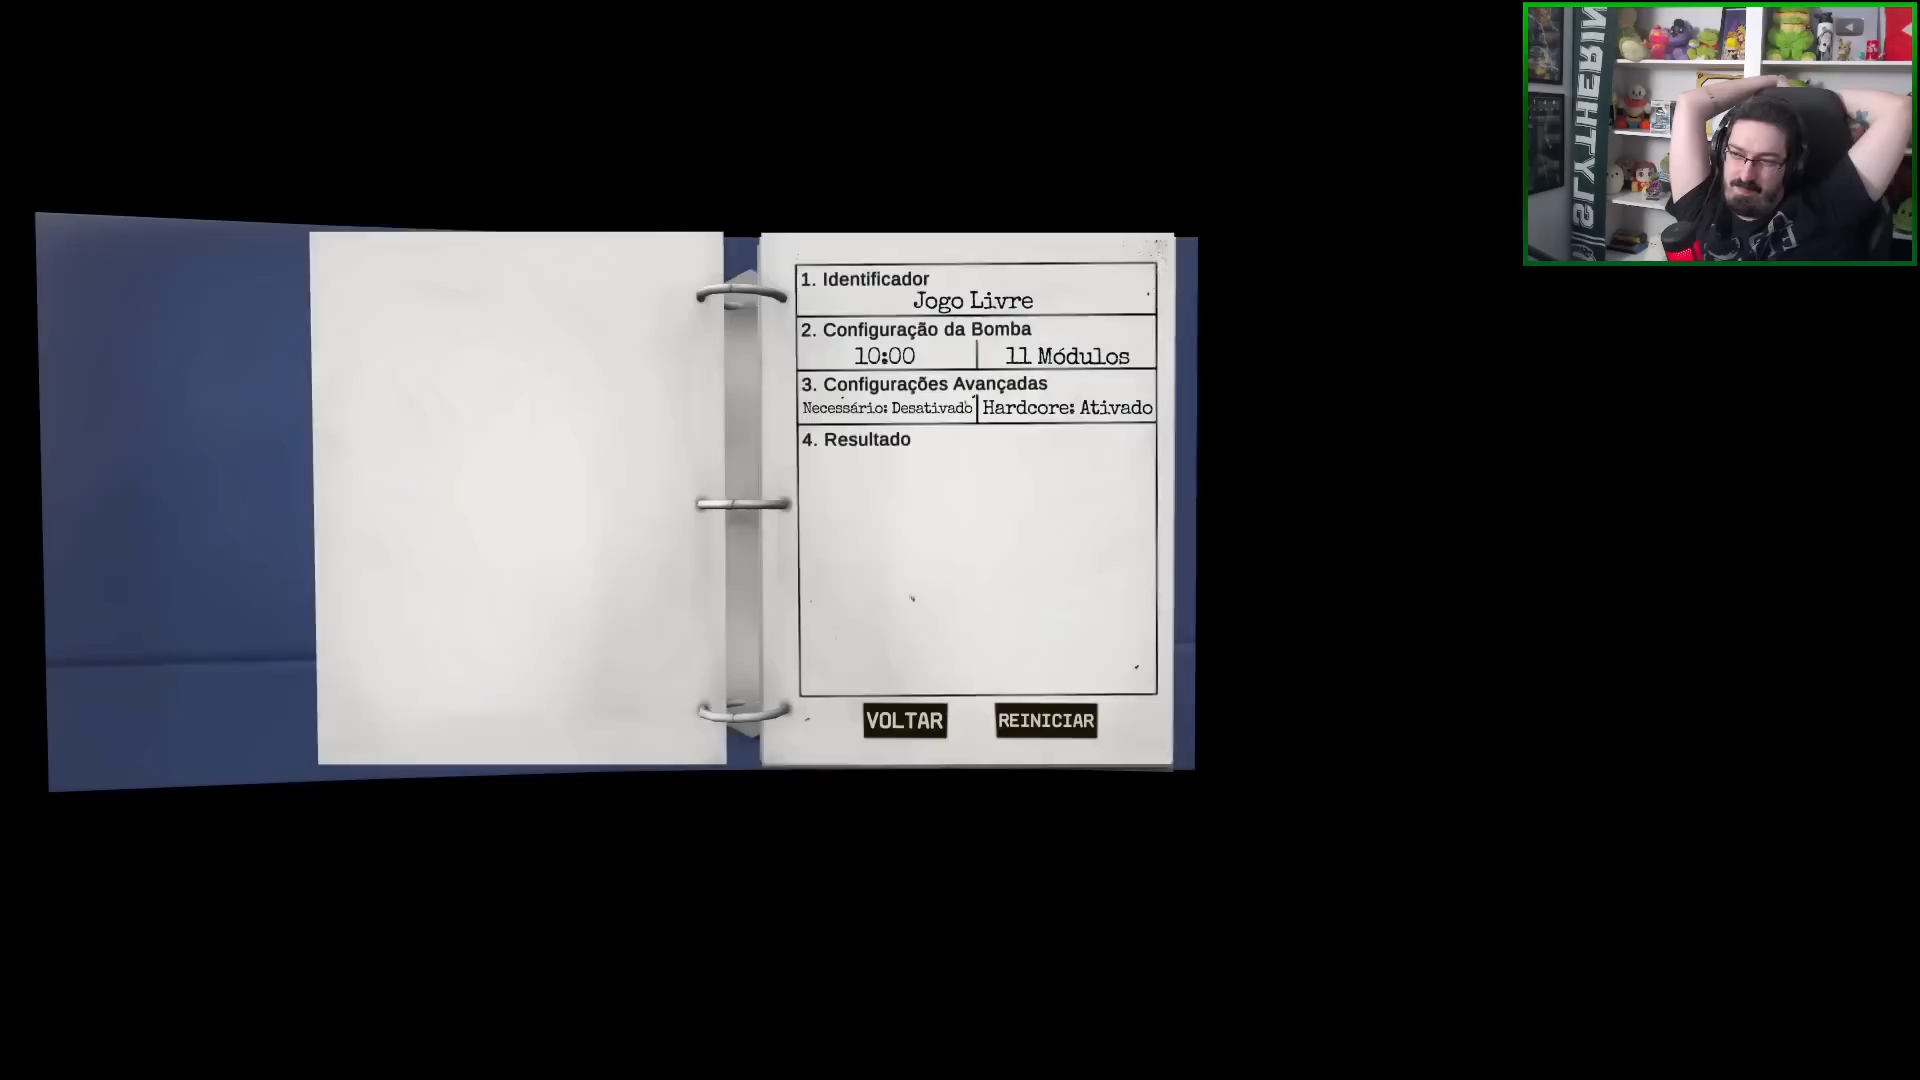 1. Identificador
Jogo Livre
2. Configuração da Bomba
10:00
11 Módulos
3. Configurações Avançadas
Necessário: Desativado
Hardcore: Ativado
4. Resultado
VOLTAR
REINICIAR
SLYTHERIN